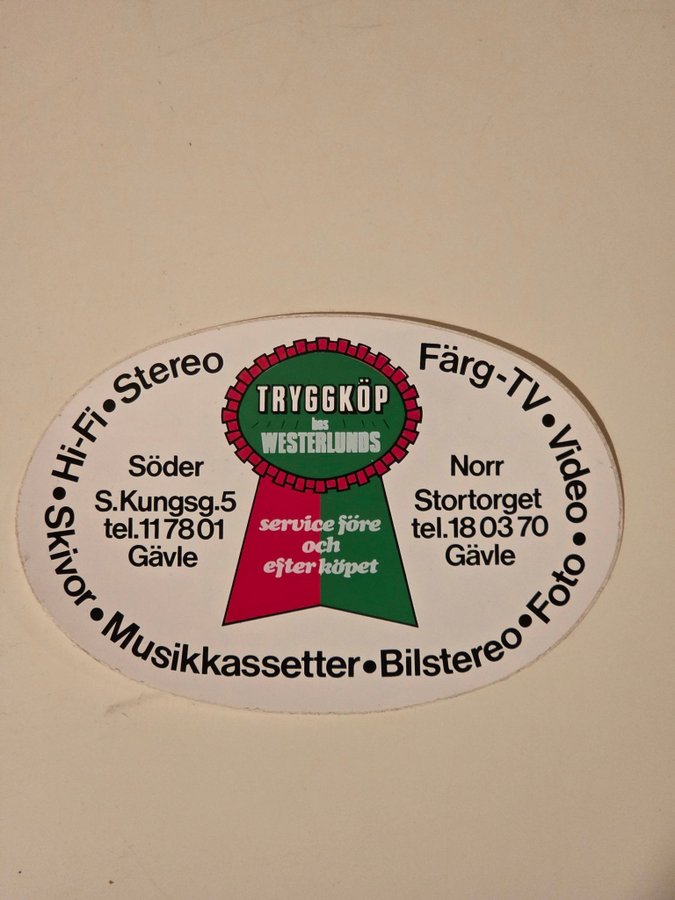 Skivor • Hi-Fi • Stereo
Färg-TV • Video • Foto
TRYGGKÖP
hos
WESTERLUNDS
service före
och
efter köpet
Söder
S.Kungsg.5
tel.117801
Gävle
Norr
Stortorget
tel.180370
Gävle
• Musikkassetter • Bilstereo •